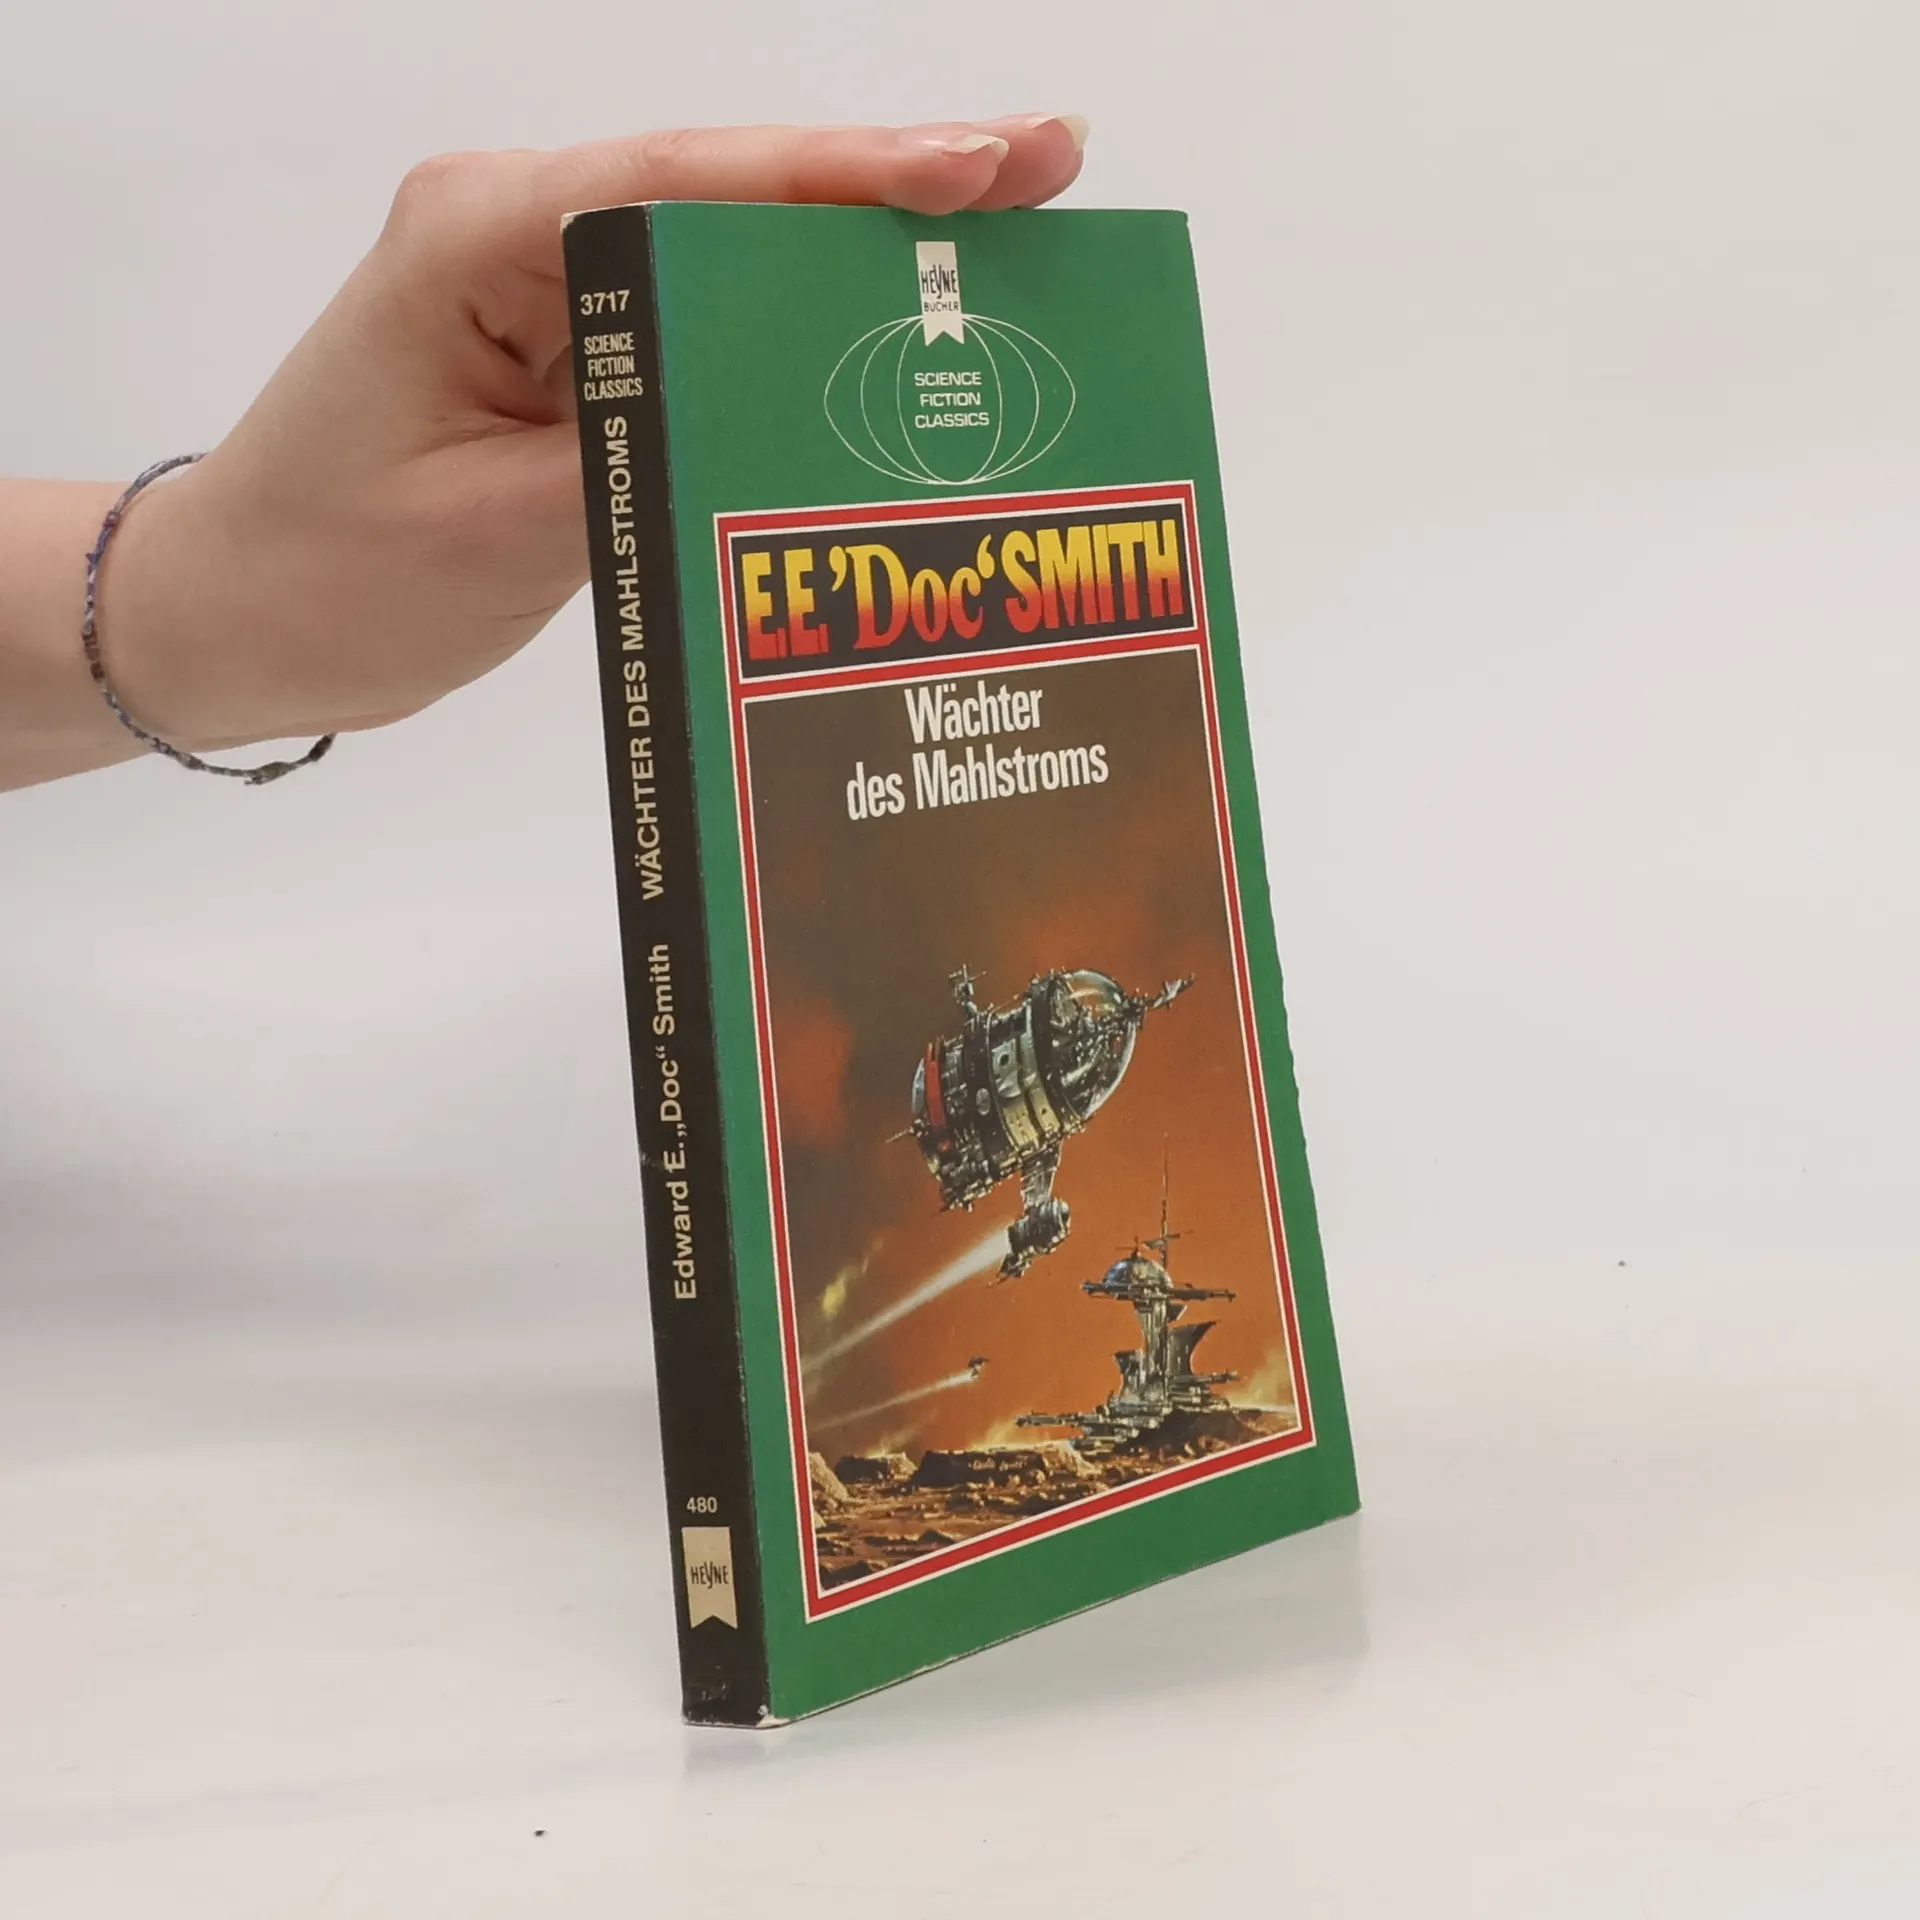 3717
SCIENCE
FICTION
CLASSICS
WÄCHTER DES MAHLSTROMS
Edward E. „Doc“ Smith
480
HEYNE
HEYNE
BÜCHER
SCIENCE
FICTION
CLASSICS
E.E. ’Doc‘ SMITH
Wächter
des Mahlstroms